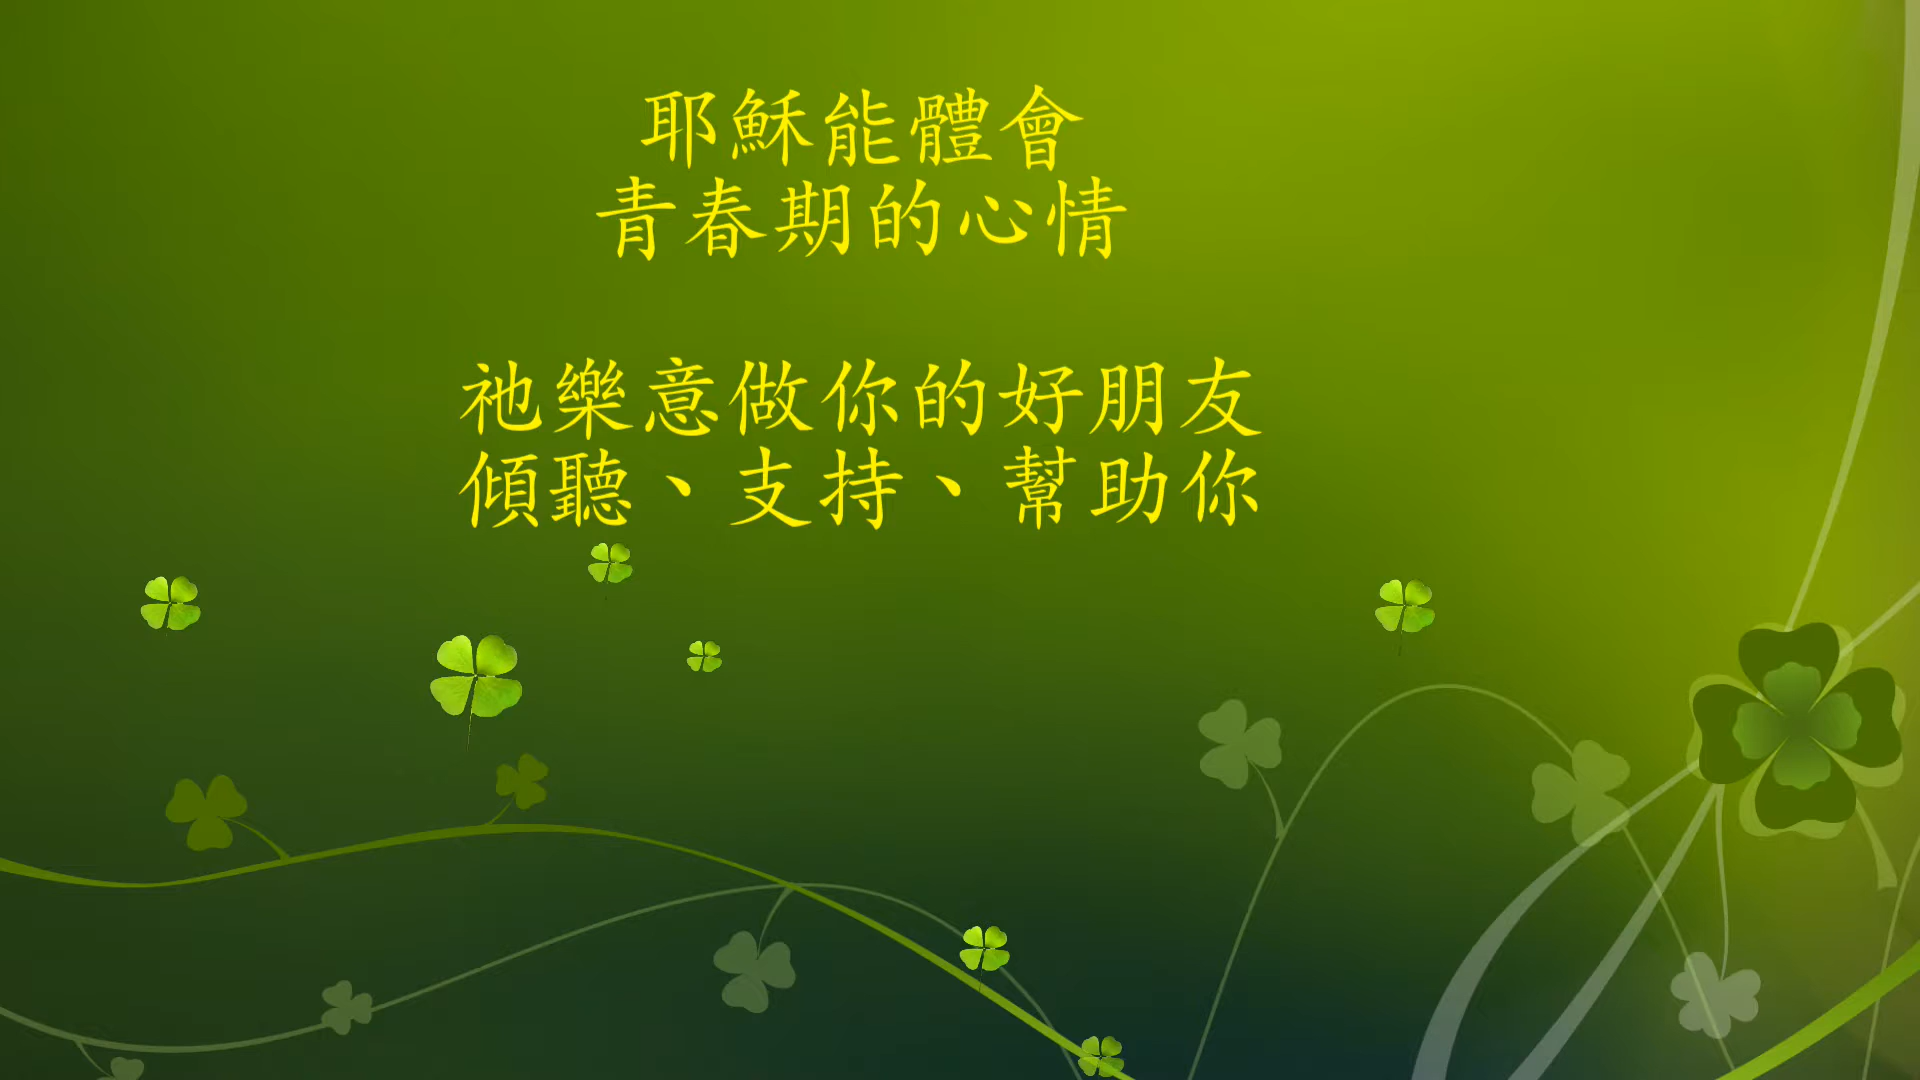 耶穌能體會
青春期的心情
祂樂意做你的好朋友
傾聽、支持、幫助你